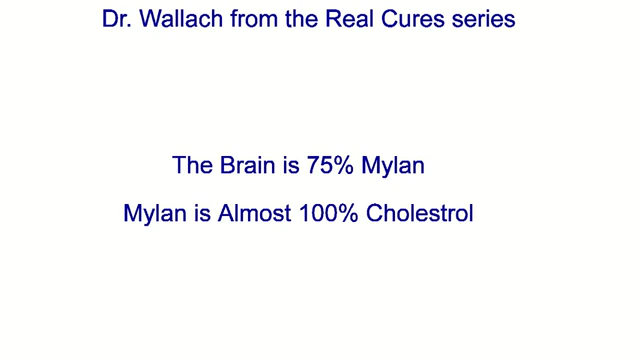 Dr. Wallach from the Real Cures series
The Brain is 75% Mylan
Mylan is Almost 100% Cholestrol